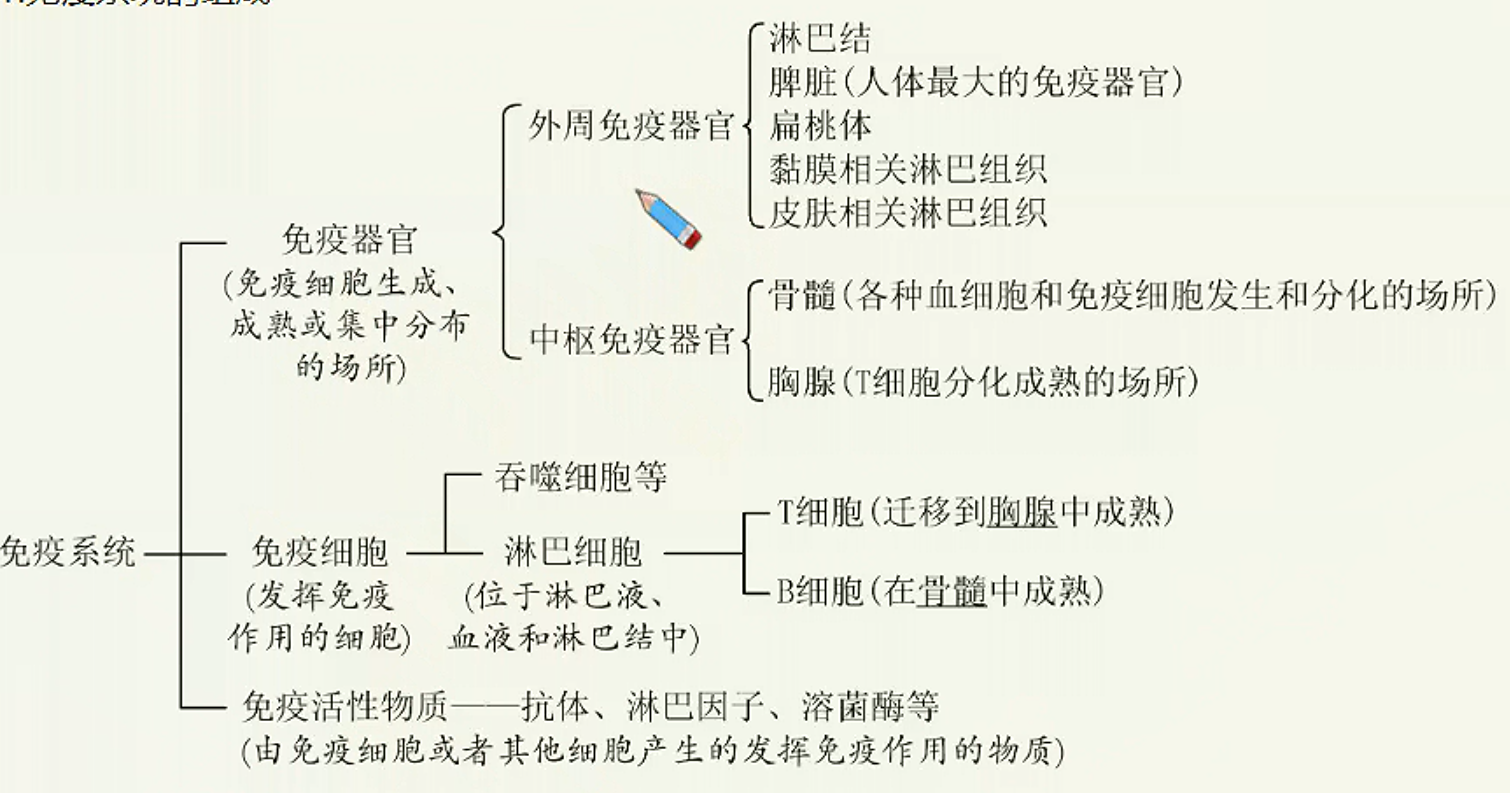 免疫系统的组成
淋巴结
脾脏(人体最大的免疫器官)
外周免疫器官
扁桃体
黏膜相关淋巴组织
皮肤相关淋巴组织
免疫器官
(免疫细胞生成、
成熟或集中分布
的场所)
骨髓(各种血细胞和免疫细胞发生和分化的场所)
中枢免疫器官
胸腺(T细胞分化成熟的场所)
吞噬细胞等
T细胞(迁移到胸腺中成熟)
免疫系统
免疫细胞
淋巴细胞
(发挥免疫
作用的细胞)
(位于淋巴液、
血液和淋巴结中)
B细胞(在骨髓中成熟)
免疫活性物质——抗体、淋巴因子、溶菌酶等
(由免疫细胞或者其他细胞产生的发挥免疫作用的物质)